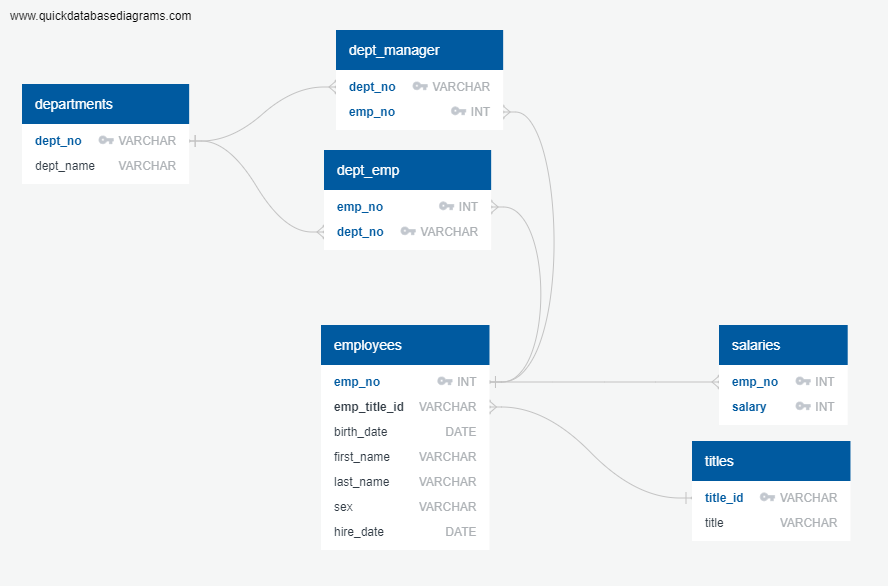 www.quickdatabasediagrams.com
dept_manager
dept_no VARCHAR
emp_no INT
departments
dept_no VARCHAR
dept_name VARCHAR
dept_emp
emp_no INT
dept_no VARCHAR
employees
emp_no INT
emp_title_id VARCHAR
birth_date DATE
first_name VARCHAR
last_name VARCHAR
sex VARCHAR
hire_date DATE
salaries
emp_no INT
salary INT
titles
title_id VARCHAR
title VARCHAR